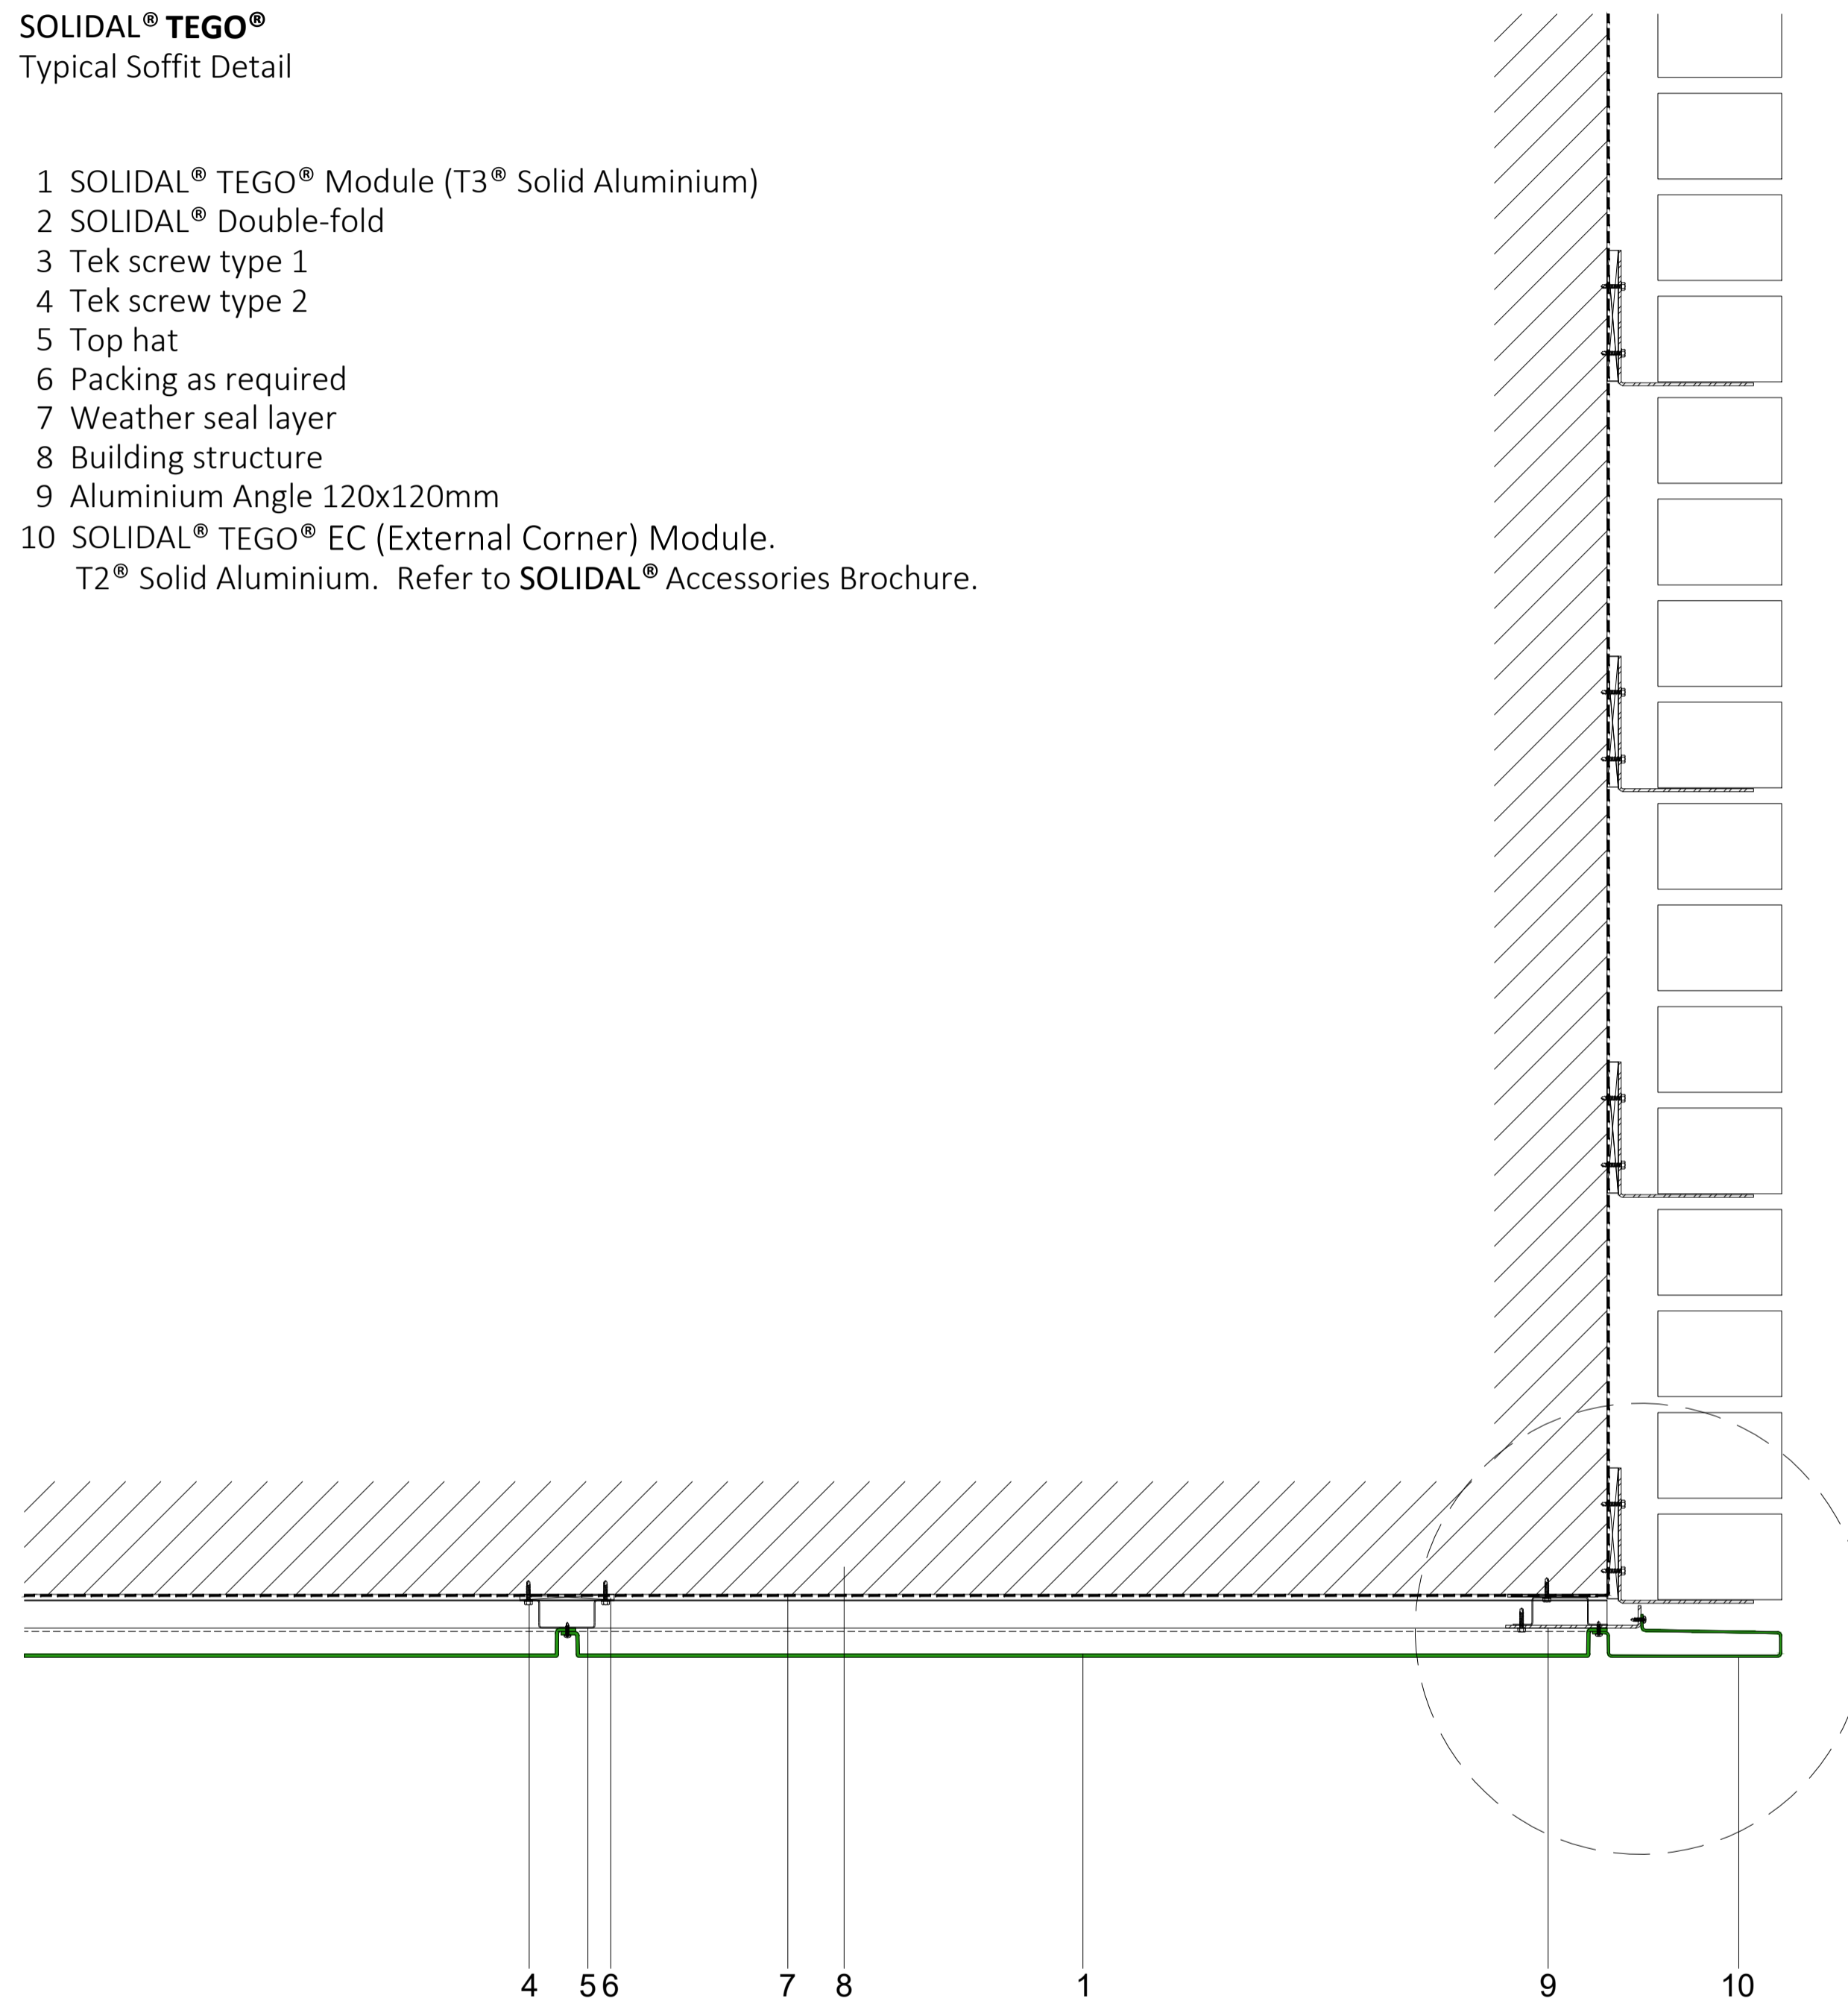 SOLIDAL® TEGO®
Typical Soffit Detail
1 SOLIDAL® TEGO® Module (T3® Solid Aluminium)
2 SOLIDAL® Double-fold
3 Tek screw type 1
4 Tek screw type 2
5 Top hat
6 Packing as required
7 Weather seal layer
8 Building structure
9 Aluminium Angle 120x120mm
10 SOLIDAL® TEGO® EC (External Corner) Module.
T2® Solid Aluminium. Refer to SOLIDAL® Accessories Brochure.
4 5 6 7 8 1 9 10